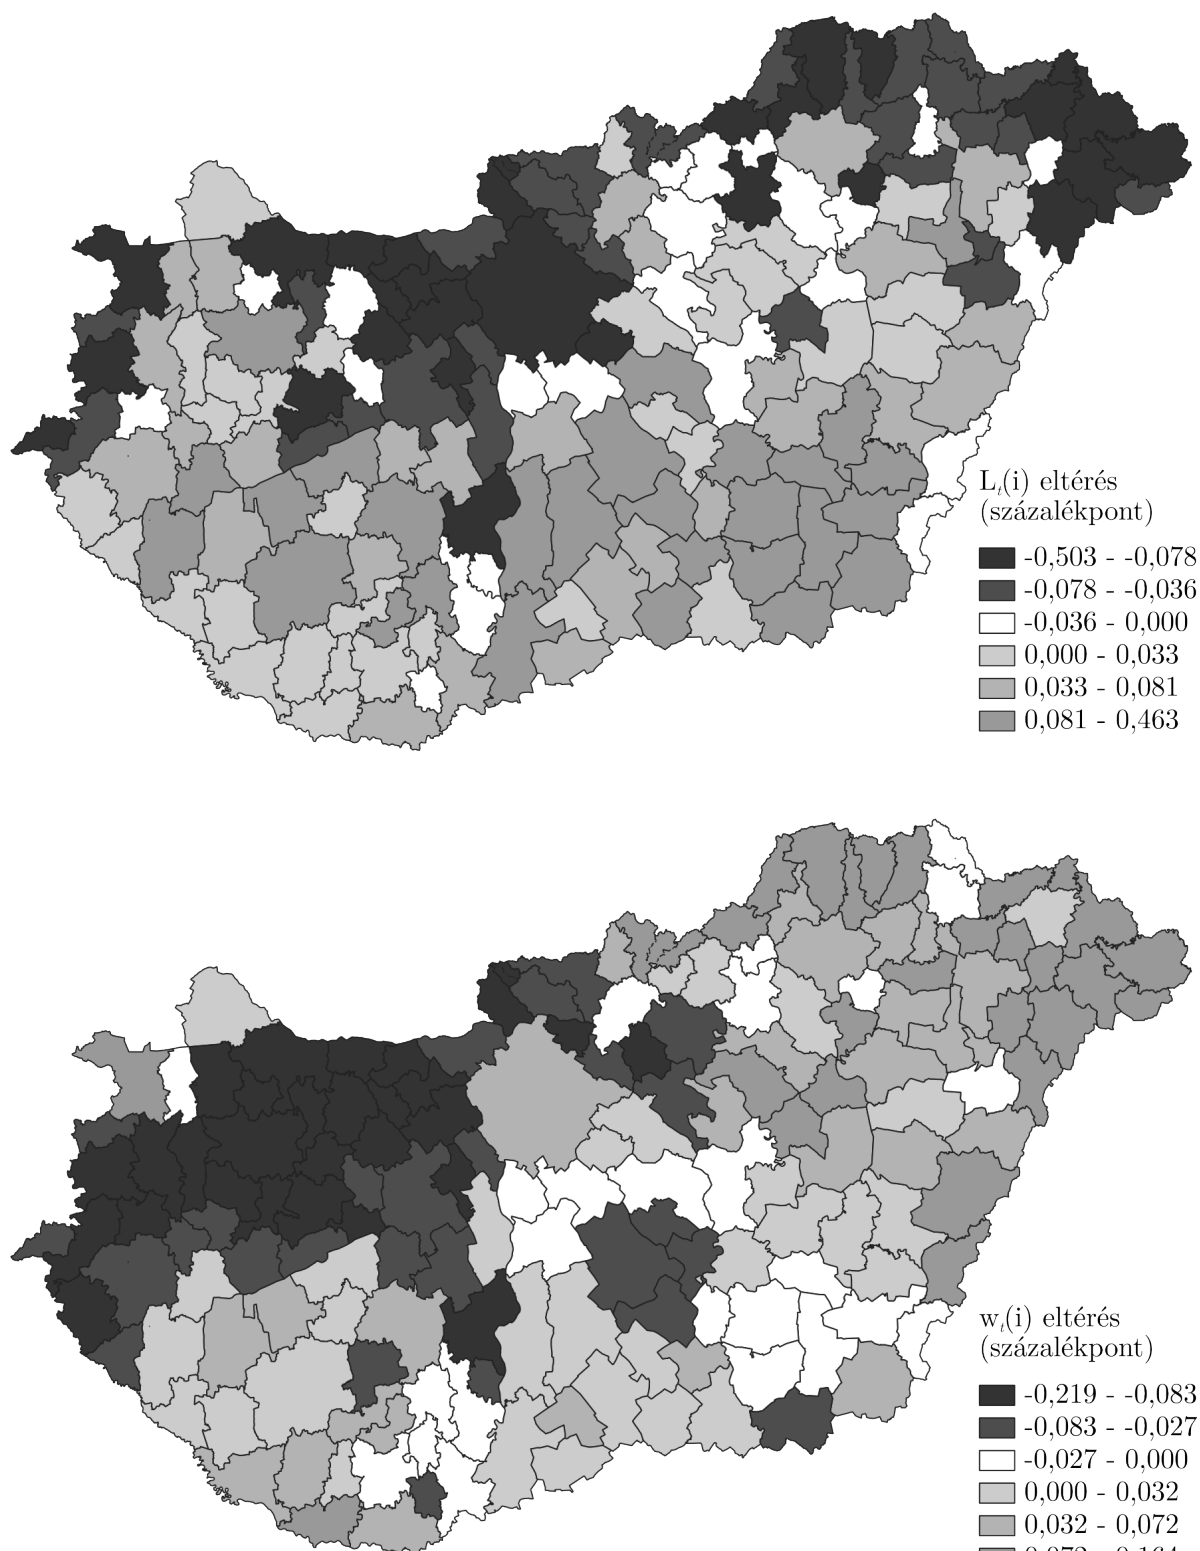 Lₜ(i) eltérés
(százalékpont)
-0,503 - -0,078
-0,078 - -0,036
-0,036 - 0,000
0,000 - 0,033
0,033 - 0,081
0,081 - 0,463
wₜ(i) eltérés
(százalékpont)
-0,219 - -0,083
-0,083 - -0,027
-0,027 - 0,000
0,000 - 0,032
0,032 - 0,072